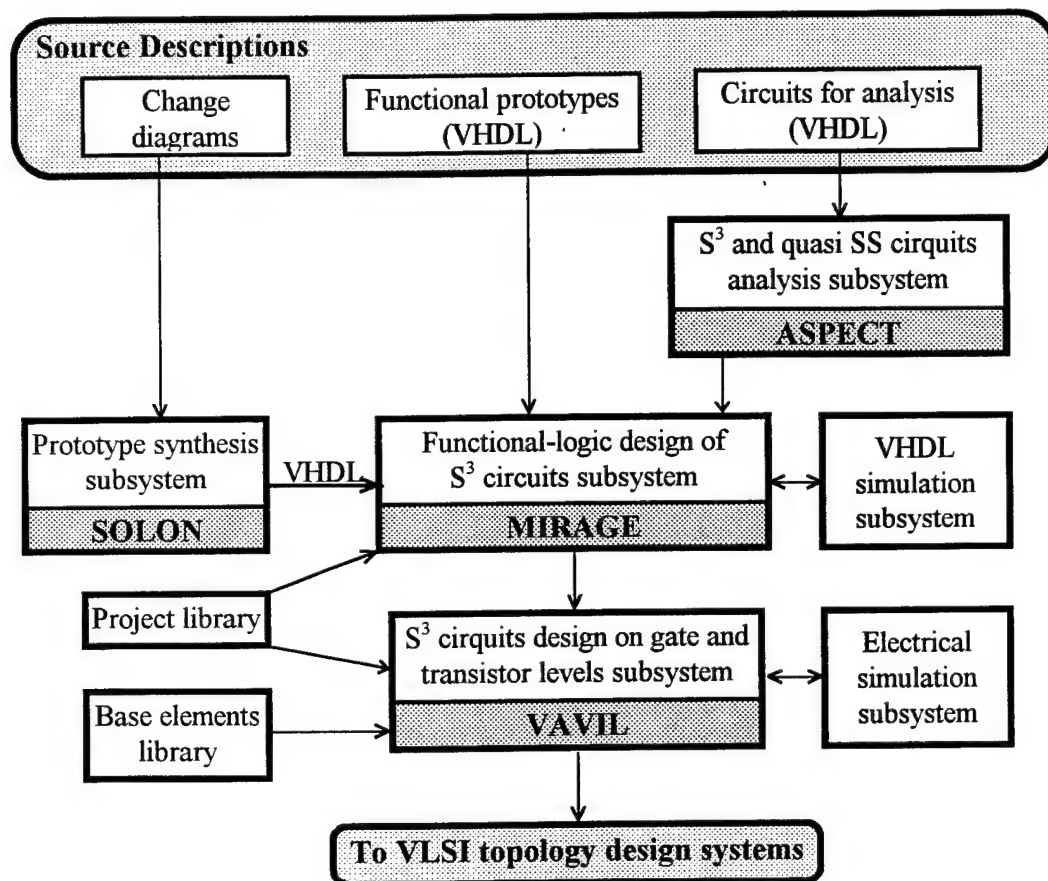 Source Descriptions
Change
diagrams
Functional prototypes
(VHDL)
Circuits for analysis
(VHDL)
S³ and quasi SS cirquits
analysis subsystem
ASPECT
Prototype synthesis
subsystem
SOLON
VHDL
Functional-logic design of
S³ circuits subsystem
MIRAGE
VHDL
simulation
subsystem
Project library
S³ cirquits design on gate and
transistor levels subsystem
VAVIL
Electrical
simulation
subsystem
Base elements
library
To VLSI topology design systems